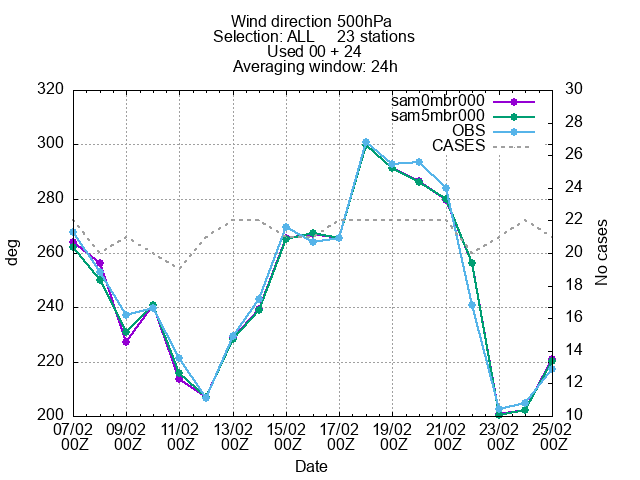 Wind direction 500hPa
Selection: ALL 23 stations
Used 00 + 24
Averaging window: 24h
320 30
sam0mbr000
sam5mbr000
OBS
CASES
28
300
26
280 24
22
260 20
240
18
16
220
14
12
200 10
deg
No cases
07/02 09/02 11/02 13/02 15/02 17/02 19/02 21/02 23/02 25/02
00Z 00Z 00Z 00Z 00Z 00Z 00Z 00Z 00Z 00Z
Date